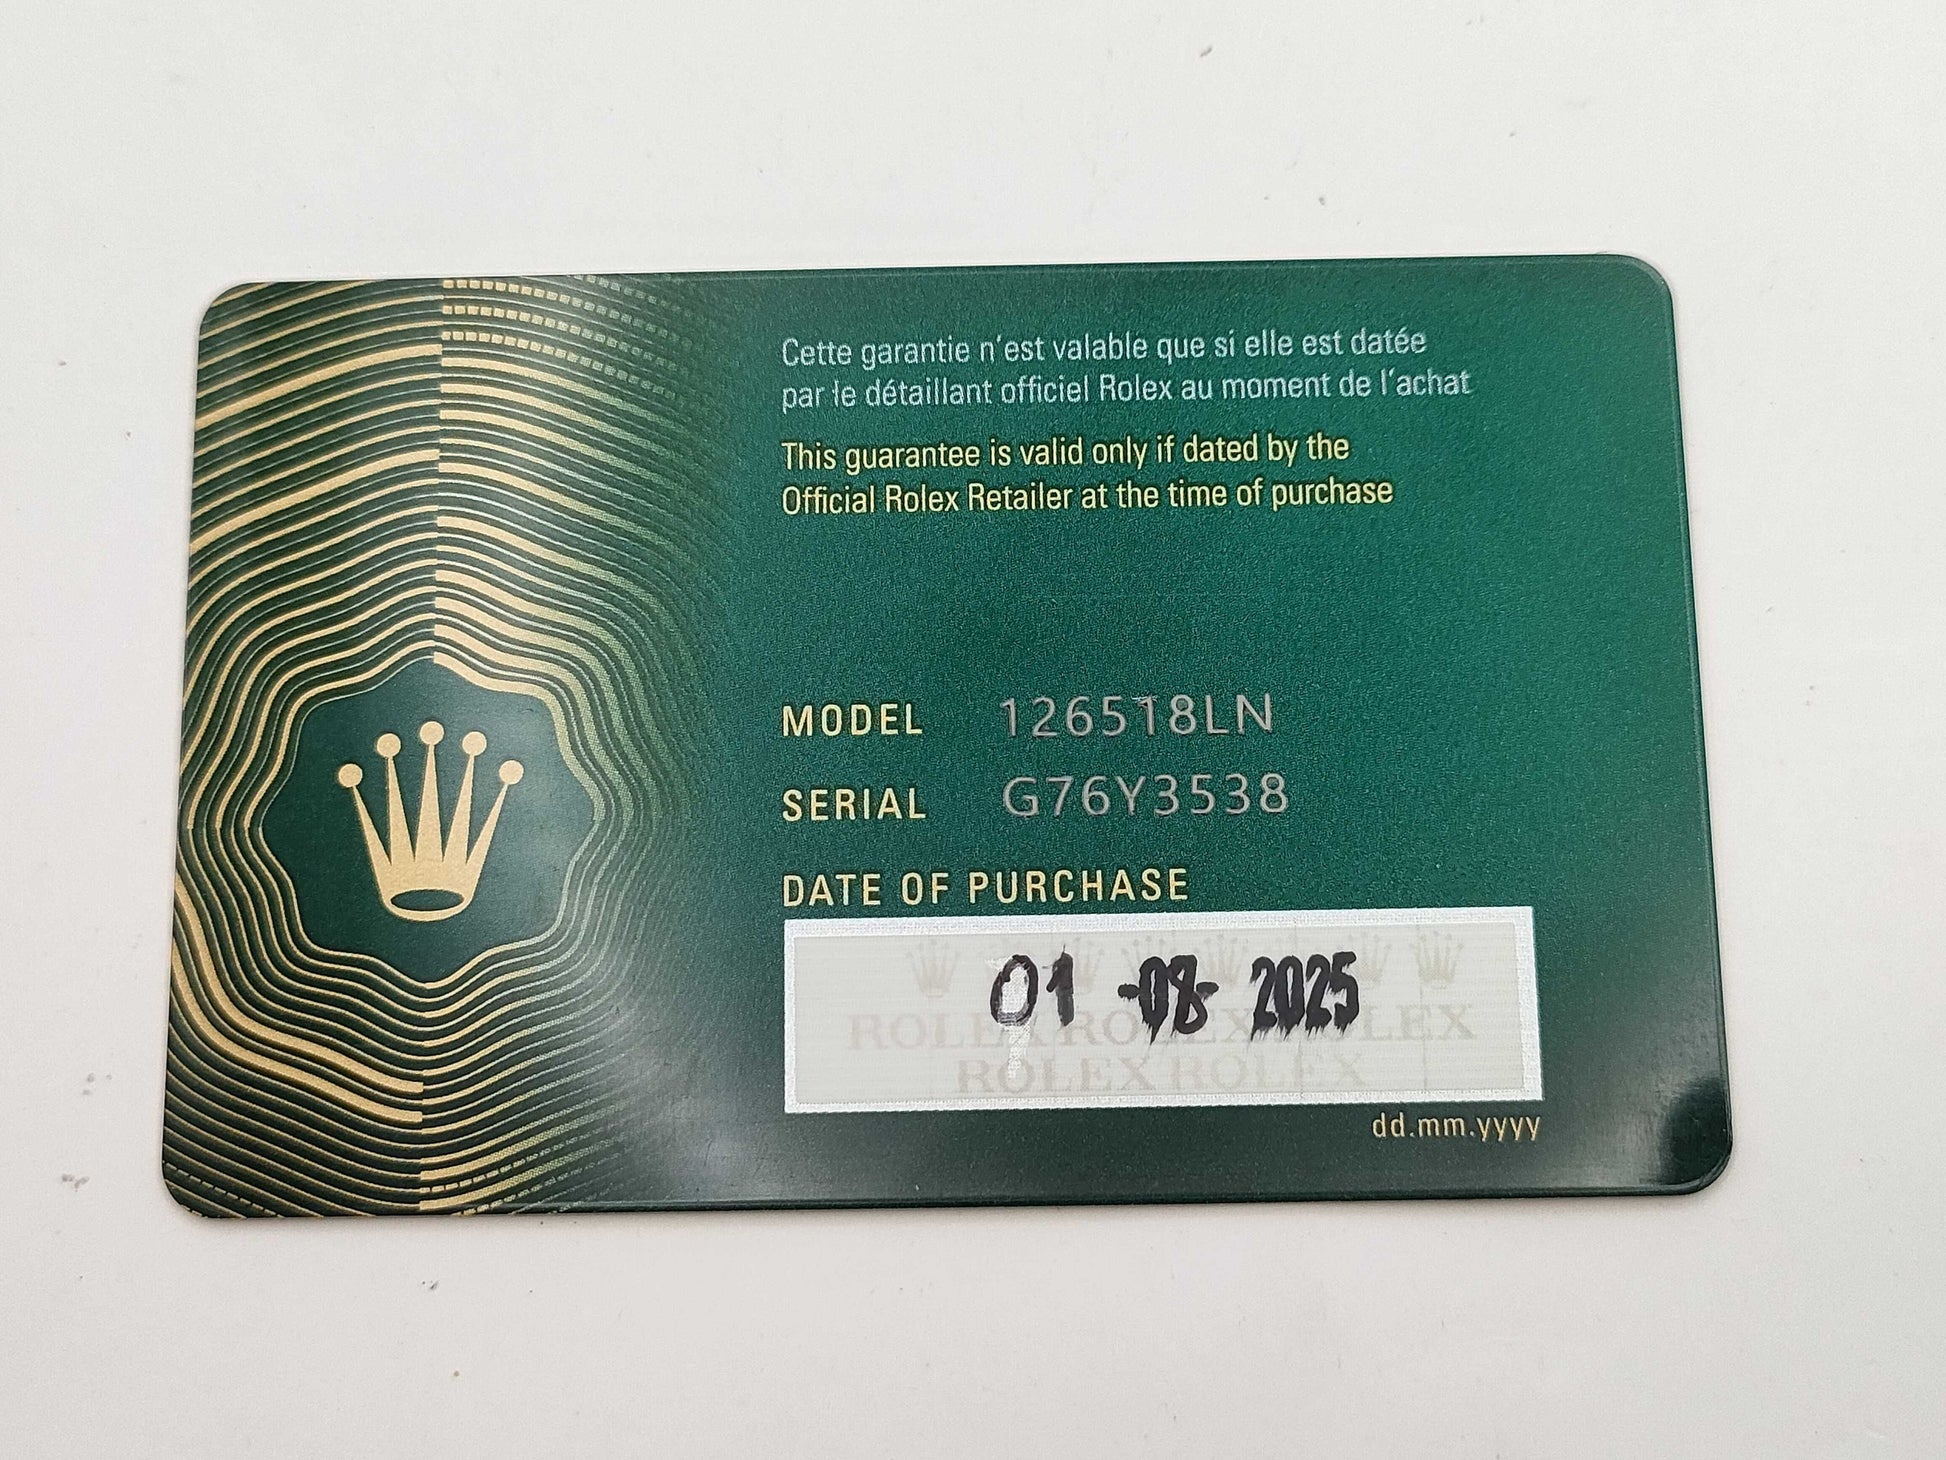 Cette garantie n'est valable que si elle est datée
par le détaillant officiel Rolex au moment de l'achat
This guarantee is valid only if dated by the
Official Rolex Retailer at the time of purchase
MODEL 126518LN
SERIAL G76Y3538
DATE OF PURCHASE
01 -08- 2025
ROLEX ROLEX ROLEX
ROLEX ROLEX
dd.mm.yyyy